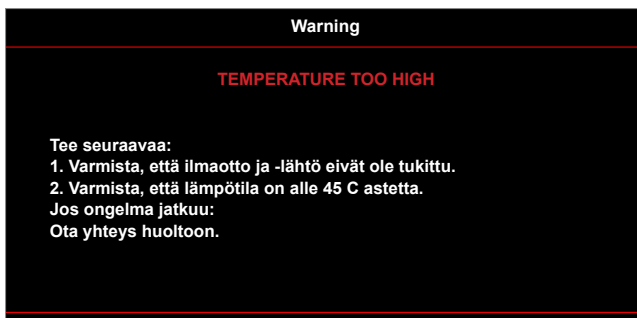 Warning
TEMPERATURE TOO HIGH
Tee seuraavaa:
1. Varmista, että ilmaotto ja -lähtö eivät ole tukittu.
2. Varmista, että lämpötila on alle 45 C astetta.
Jos ongelma jatkuu:
Ota yhteys huoltoon.